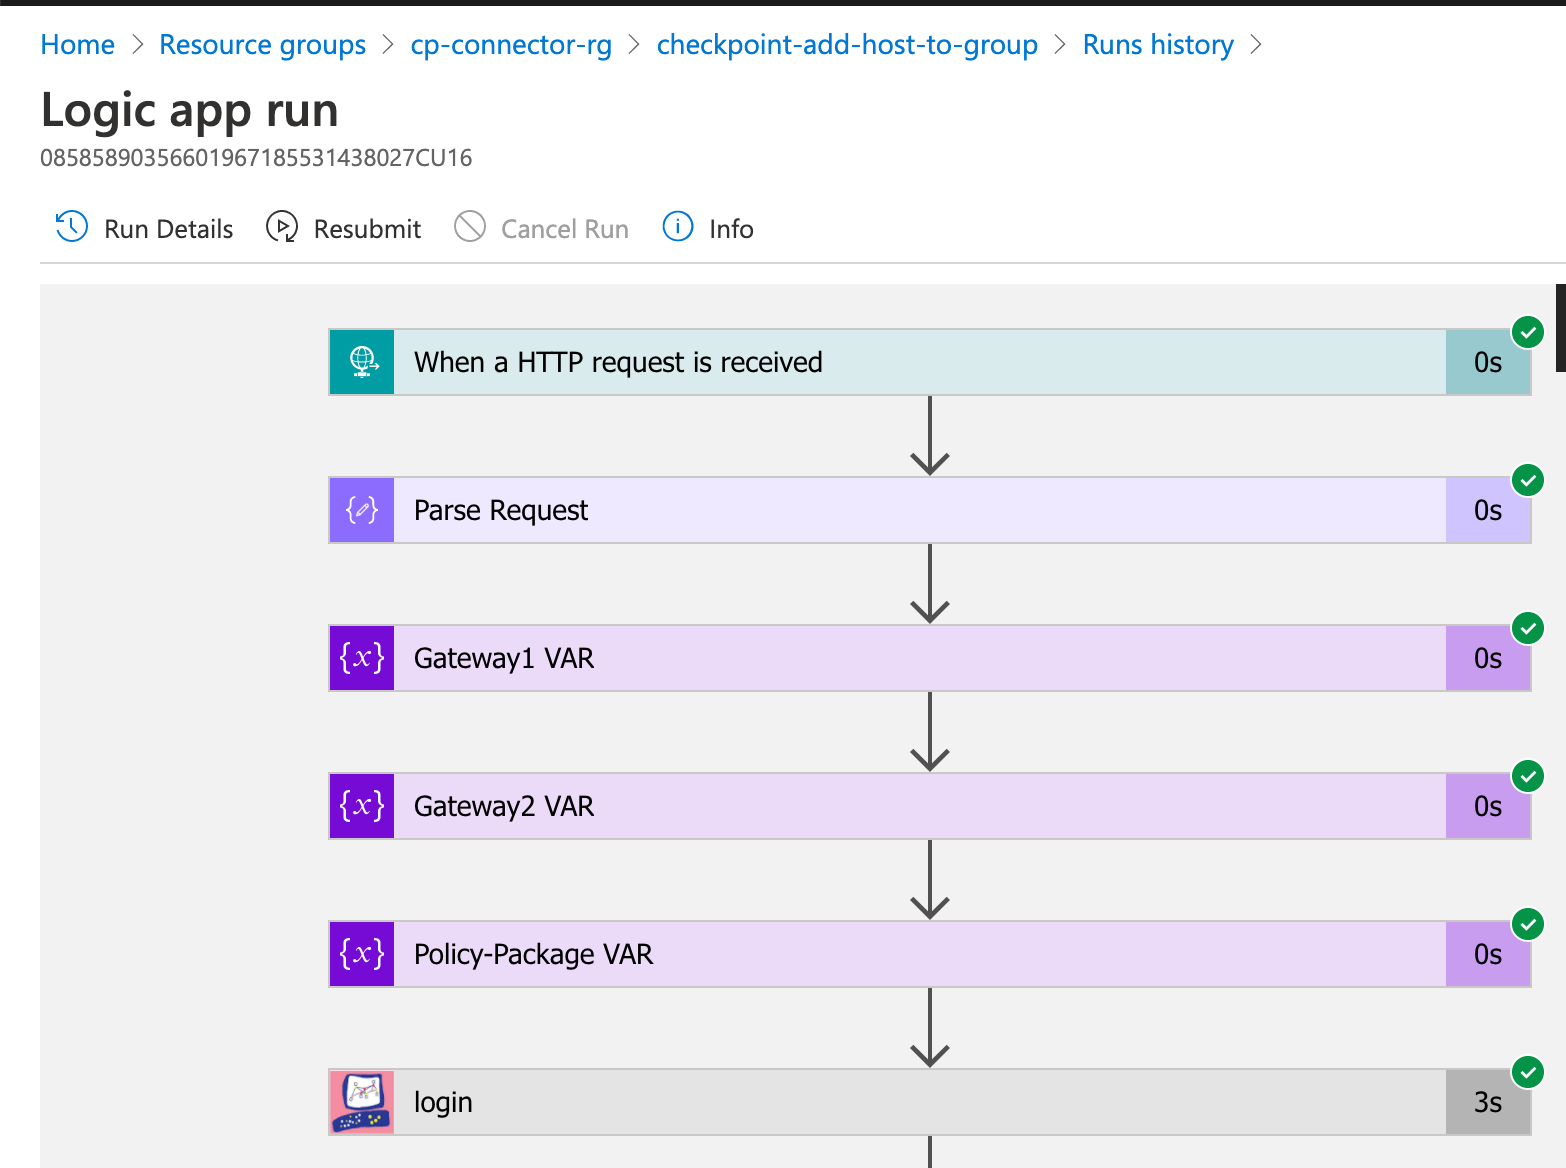 Home > Resource groups > cp-connector-rg > checkpoint-add-host-to-group > Runs history >
Logic app run
08585890356601967185531438027CU16
Run Details Resubmit Cancel Run Info
When a HTTP request is received 0s
Parse Request 0s
{x} Gateway1 VAR 0s
{x} Gateway2 VAR 0s
{x} Policy-Package VAR 0s
login 3s